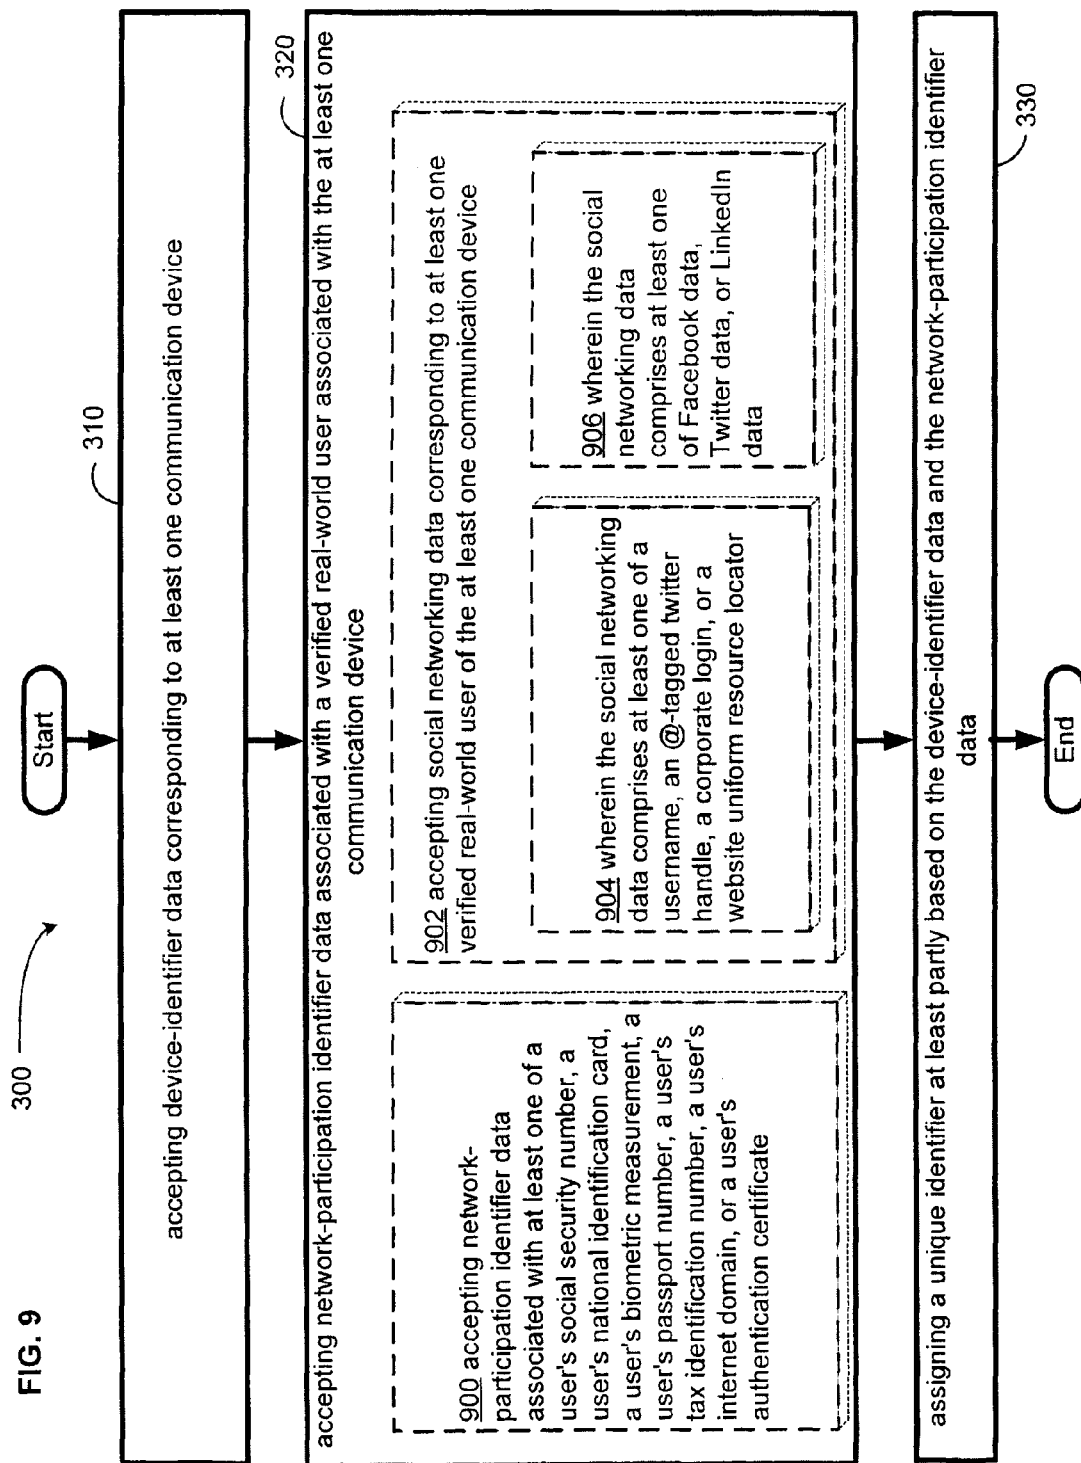 FIG. 9
300
Start
310
accepting device-identifier data corresponding to at least one communication device
320
accepting network-participation identifier data associated with a verified real-world user associated with the at least one
communication device
900 accepting network-
participation identifier data
associated with at least one of a
user's social security number, a
user's national identification card,
a user's biometric measurement, a
user's passport number, a user's
tax identification number, a user's
internet domain, or a user's
authentication certificate
902 accepting social networking data corresponding to at least one
verified real-world user of the at least one communication device
904 wherein the social networking
data comprises at least one of a
username, an @-tagged twitter
handle, a corporate login, or a
website uniform resource locator
906 wherein the social
networking data
comprises at least one
of Facebook data,
Twitter data, or LinkedIn
data
330
assigning a unique identifier at least partly based on the device-identifier data and the network-participation identifier
data
End